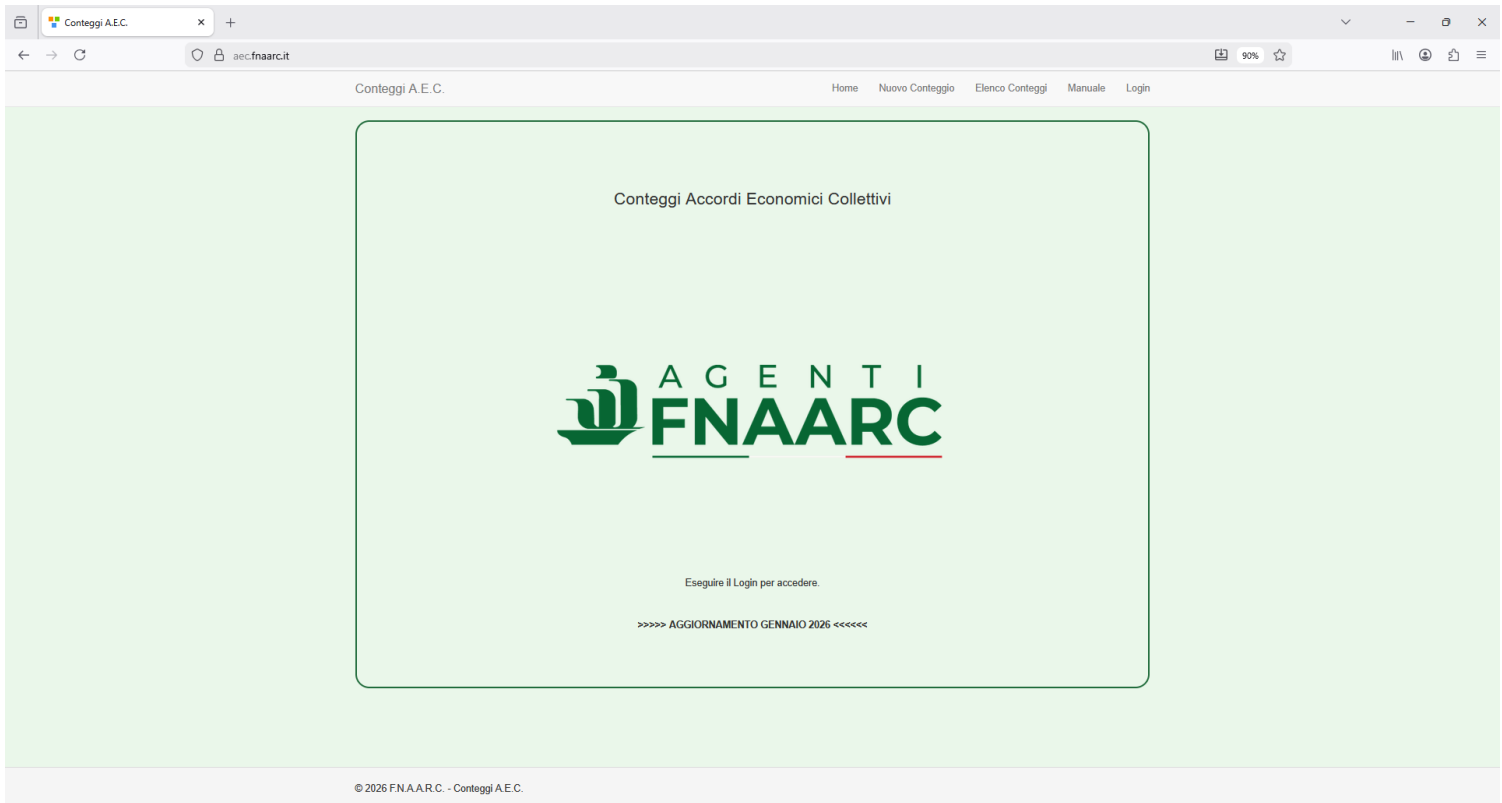 Conteggi A.E.C.
aec.fnaarc.it
90%
Conteggi A.E.C.
Home Nuovo Conteggio Elenco Conteggi Manuale Login
Conteggi Accordi Economici Collettivi
AGENTI
FNAARC
Eseguire il Login per accedere.
>>>>> AGGIORNAMENTO GENNAIO 2026 <<<<<<
© 2026 F.N.A.A.R.C. - Conteggi A.E.C.